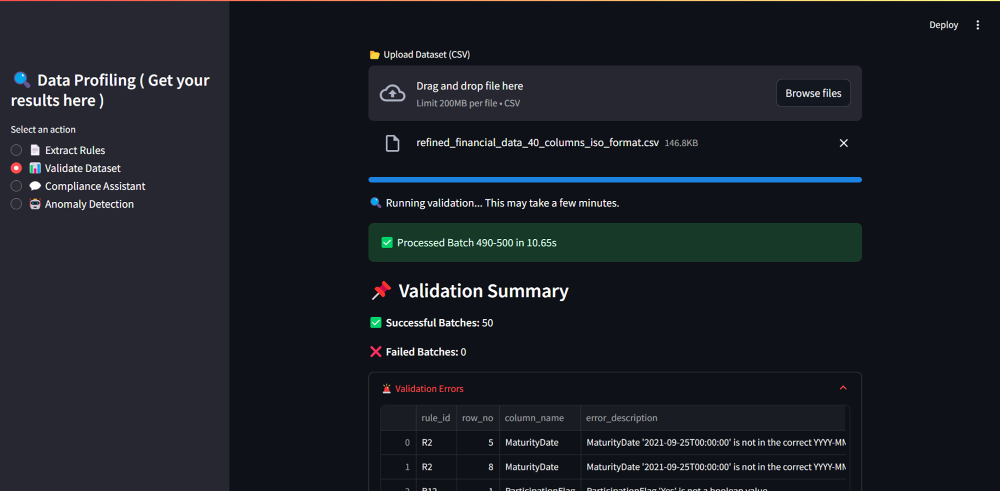 Deploy
Data Profiling ( Get your
results here )
Select an action
Extract Rules
Validate Dataset
Compliance Assistant
Anomaly Detection
Upload Dataset (CSV)
Drag and drop file here
Limit 200MB per file • CSV
Browse files
refined_financial_data_40_columns_iso_format.csv 146.8KB
Running validation... This may take a few minutes.
Processed Batch 490-500 in 10.65s
Validation Summary
Successful Batches: 50
Failed Batches: 0
Validation Errors
rule_id row_no column_name error_description
0 R2 5 MaturityDate MaturityDate '2021-09-25T00:00:00' is not in the correct YYYY-MM
1 R2 8 MaturityDate MaturityDate '2021-09-25T00:00:00' is not in the correct YYYY-MM
2 R12 1 ParticipationFlag ParticipationFlag 'Yes' is not a boolean value